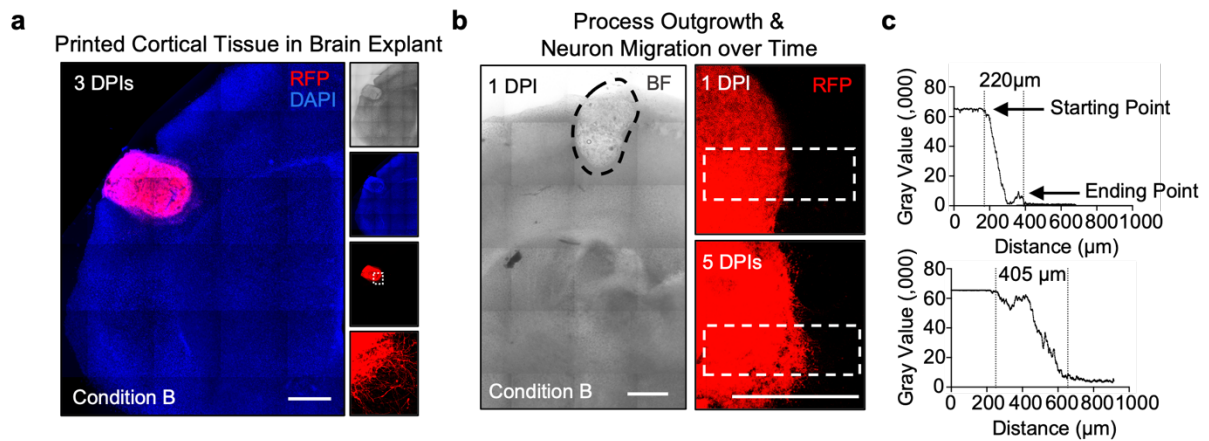 a
Printed Cortical Tissue in Brain Explant
3 DPIs
RFP
DAPI
Condition B
b
Process Outgrowth &
Neuron Migration over Time
1 DPI
BF
Condition B
1 DPI
RFP
5 DPIs
c
Gray Value (,000)
80
60
40
20
0
220μm
Starting Point
Ending Point
0 200 400 600 800 1000
Distance (μm)
Gray Value (,000)
80
60
40
20
0
405 μm
0 200 400 600 800 1000
Distance (μm)